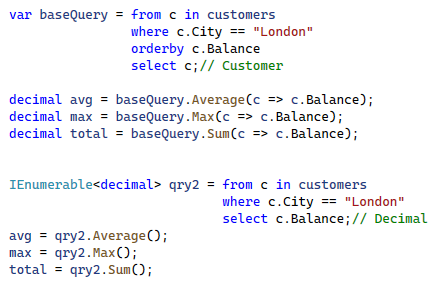 var baseQuery = from c in customers
where c.City == "London"
orderby c.Balance
select c;// Customer
decimal avg = baseQuery.Average(c => c.Balance);
decimal max = baseQuery.Max(c => c.Balance);
decimal total = baseQuery.Sum(c => c.Balance);
IEnumerable<decimal> qry2 = from c in customers
where c.City == "London"
select c.Balance;// Decimal
avg = qry2.Average();
max = qry2.Max();
total = qry2.Sum();